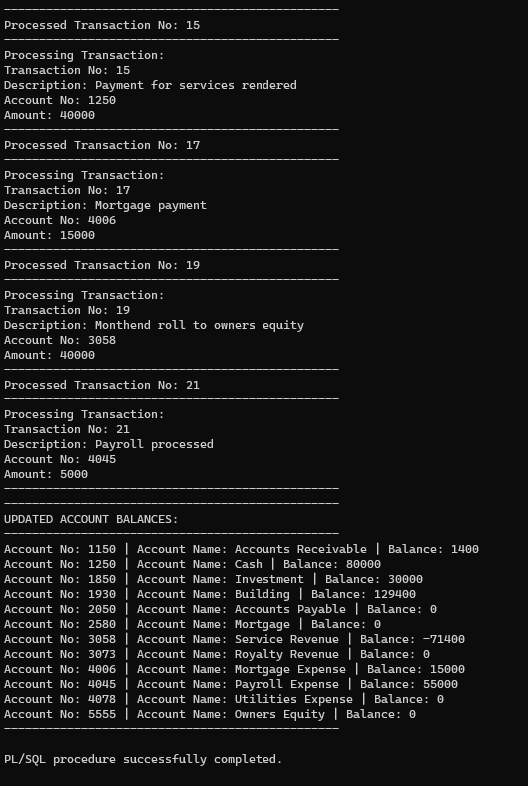 Processed Transaction No: 15
Processing Transaction:
Transaction No: 15
Description: Payment for services rendered
Account No: 1250
Amount: 40000
Processed Transaction No: 17
Processing Transaction:
Transaction No: 17
Description: Mortgage payment
Account No: 4006
Amount: 15000
Processed Transaction No: 19
Processing Transaction:
Transaction No: 19
Description: Monthend roll to owners equity
Account No: 3058
Amount: 40000
Processed Transaction No: 21
Processing Transaction:
Transaction No: 21
Description: Payroll processed
Account No: 4045
Amount: 5000
UPDATED ACCOUNT BALANCES:
Account No: 1150 | Account Name: Accounts Receivable | Balance: 1400
Account No: 1250 | Account Name: Cash | Balance: 80000
Account No: 1850 | Account Name: Investment | Balance: 30000
Account No: 1930 | Account Name: Building | Balance: 129400
Account No: 2050 | Account Name: Accounts Payable | Balance: 0
Account No: 2580 | Account Name: Mortgage | Balance: 0
Account No: 3058 | Account Name: Service Revenue | Balance: -71400
Account No: 3073 | Account Name: Royalty Revenue | Balance: 0
Account No: 4006 | Account Name: Mortgage Expense | Balance: 15000
Account No: 4045 | Account Name: Payroll Expense | Balance: 55000
Account No: 4078 | Account Name: Utilities Expense | Balance: 0
Account No: 5555 | Account Name: Owners Equity | Balance: 0
PL/SQL procedure successfully completed.